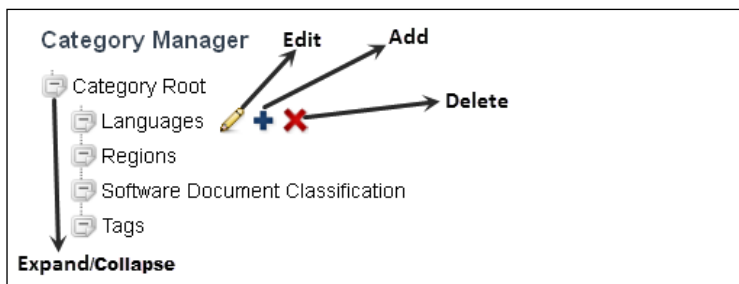 Category Manager
Edit
Add
Category Root
Delete
Languages
Regions
Software Document Classification
Tags
Expand/Collapse